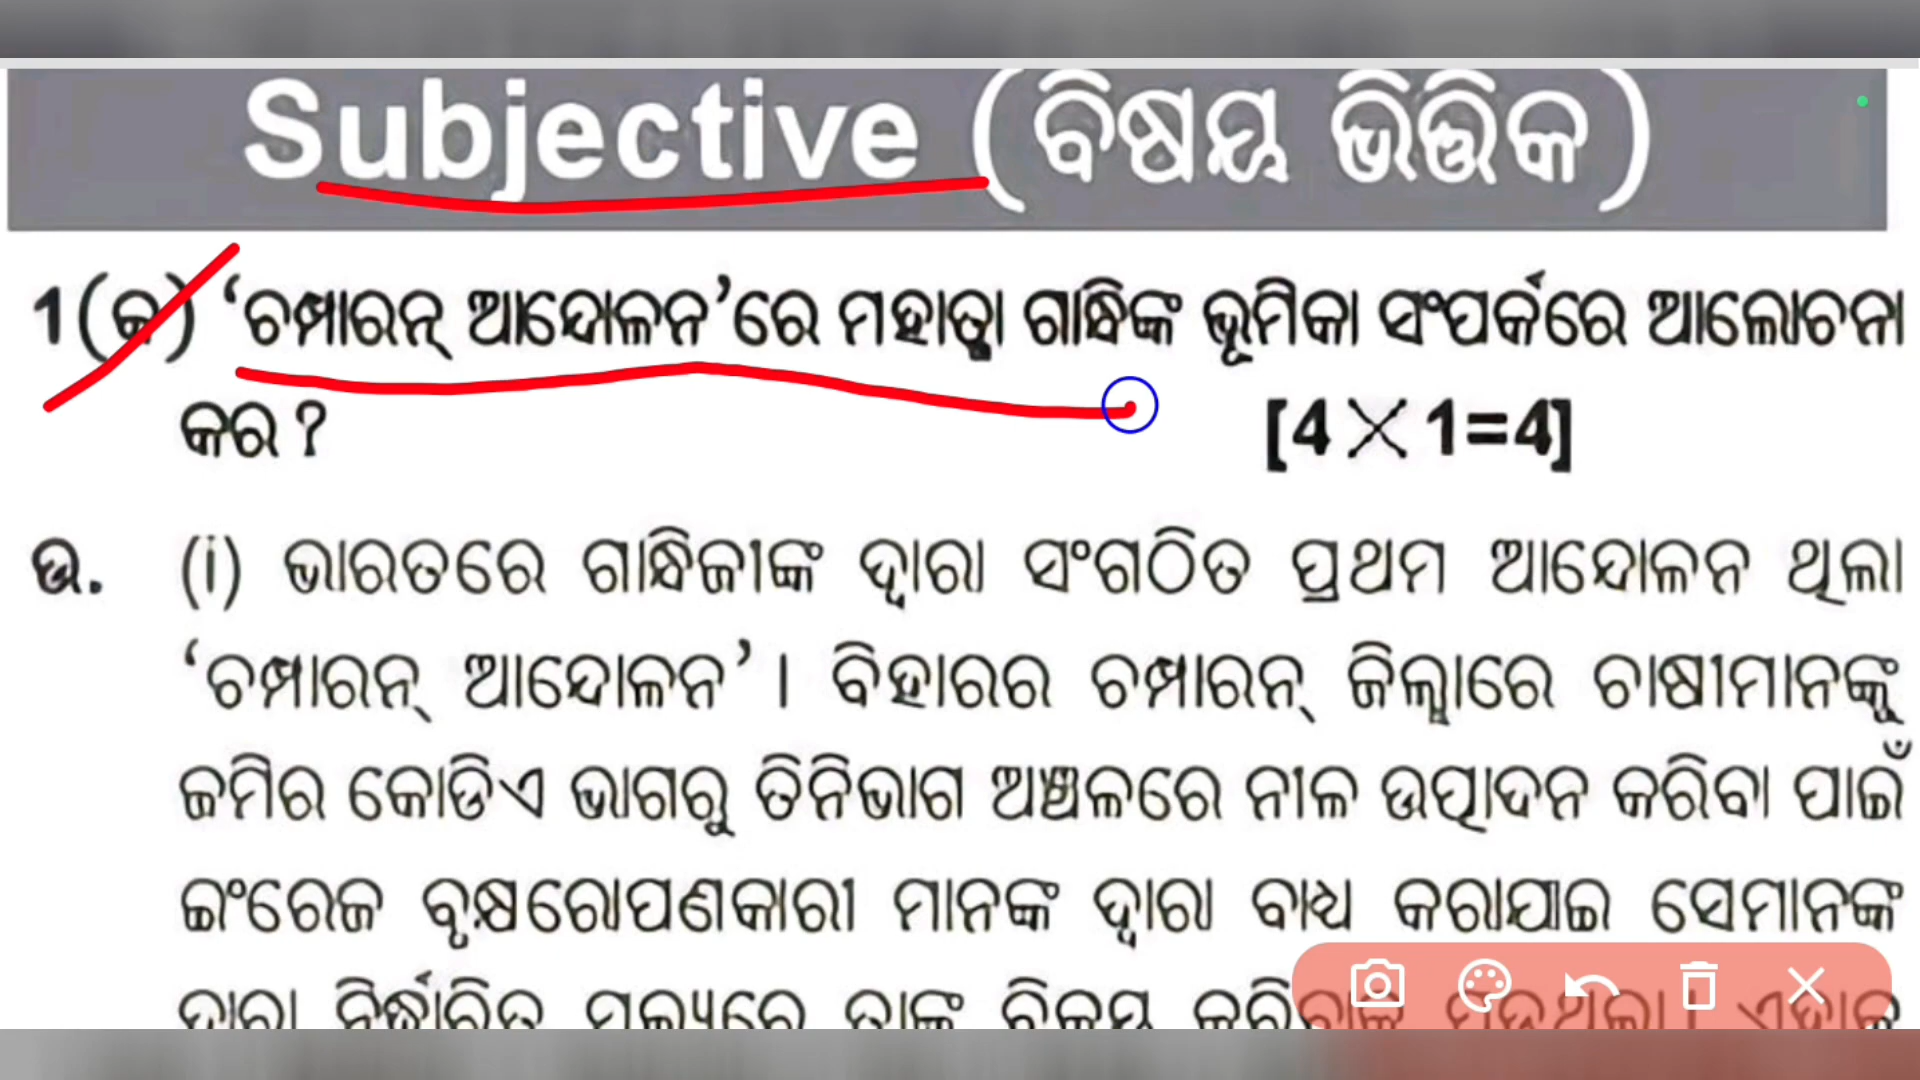 Subjective (ବିଷୟ ଭିତ୍ତିକ)
1(କ) ‘ଚମ୍ପାରନ୍ ଆନ୍ଦୋଳନ’ରେ ମହାତ୍ମା ଗାନ୍ଧିଙ୍କ ଭୂମିକା ସଂପର୍କରେ ଆଲୋଚନା
କର ? [4 × 1=4]
ଉ. (i) ଭାରତରେ ଗାନ୍ଧିଜୀଙ୍କ ଦ୍ୱାରା ସଂଗଠିତ ପ୍ରଥମ ଆନ୍ଦୋଳନ ଥିଲା
‘ଚମ୍ପାରନ୍ ଆନ୍ଦୋଳନ’ । ବିହାରର ଚମ୍ପାରନ୍ ଜିଲ୍ଲାରେ ଚାଷୀମାନଙ୍କୁ
ଜମିର କୋଡିଏ ଭାଗରୁ ତିନିଭାଗ ଅଞ୍ଚଳରେ ନୀଳ ଉତ୍ପାଦନ କରିବା ପାଇଁ
ଇଂରେଜ ବୃକ୍ଷରୋପଣକାରୀ ମାନଙ୍କ ଦ୍ୱାରା ବାଧ୍ୟ କରାଯାଇ ସେମାନଙ୍କ
ଦ୍ୱାରା ନିର୍ଦ୍ଧାରିତ ମୂଲ୍ୟରେ ତାଙ୍କ ବିକ୍ରୟ